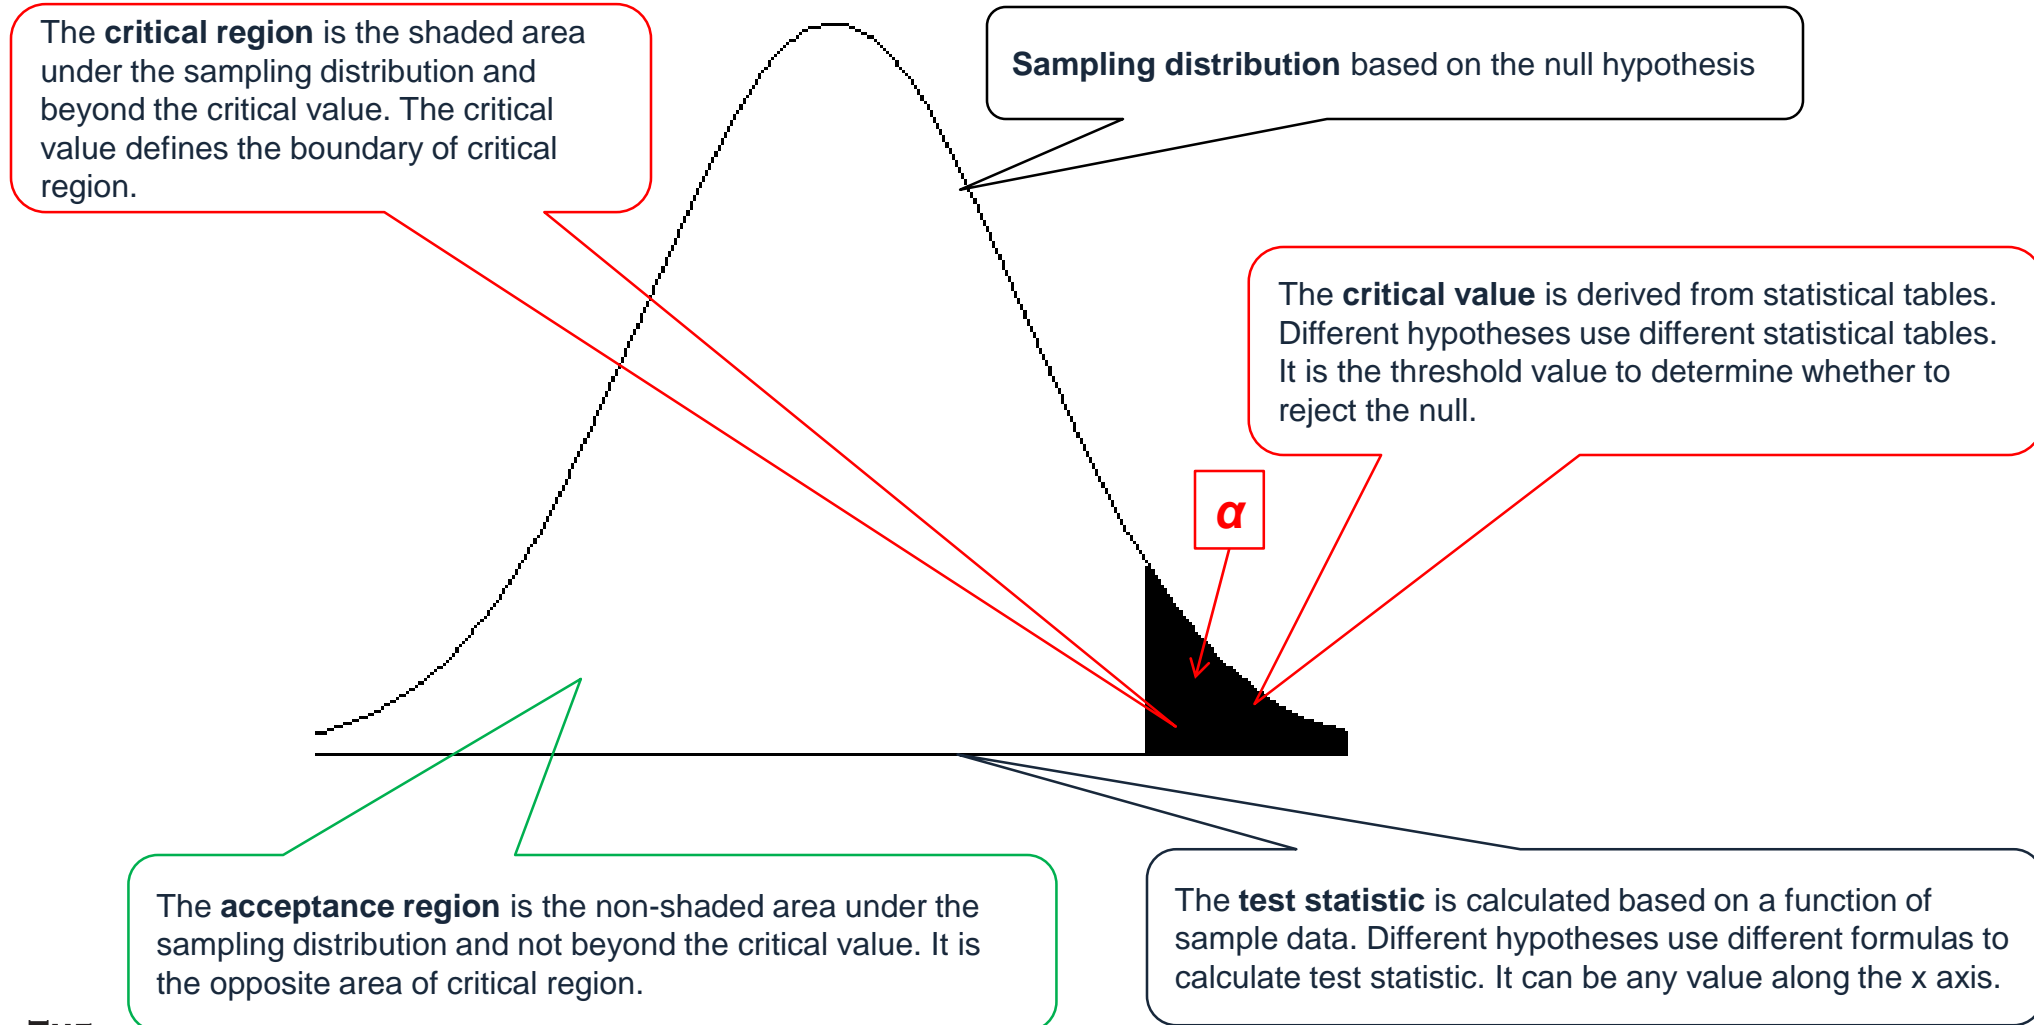 The critical region is the shaded area
under the sampling distribution and
beyond the critical value. The critical
value defines the boundary of critical
region.
Sampling distribution based on the null hypothesis
The critical value is derived from statistical tables.
Different hypotheses use different statistical tables.
It is the threshold value to determine whether to
reject the null.
α
The acceptance region is the non-shaded area under the
sampling distribution and not beyond the critical value. It is
the opposite area of critical region.
The test statistic is calculated based on a function of
sample data. Different hypotheses use different formulas to
calculate test statistic. It can be any value along the x axis.